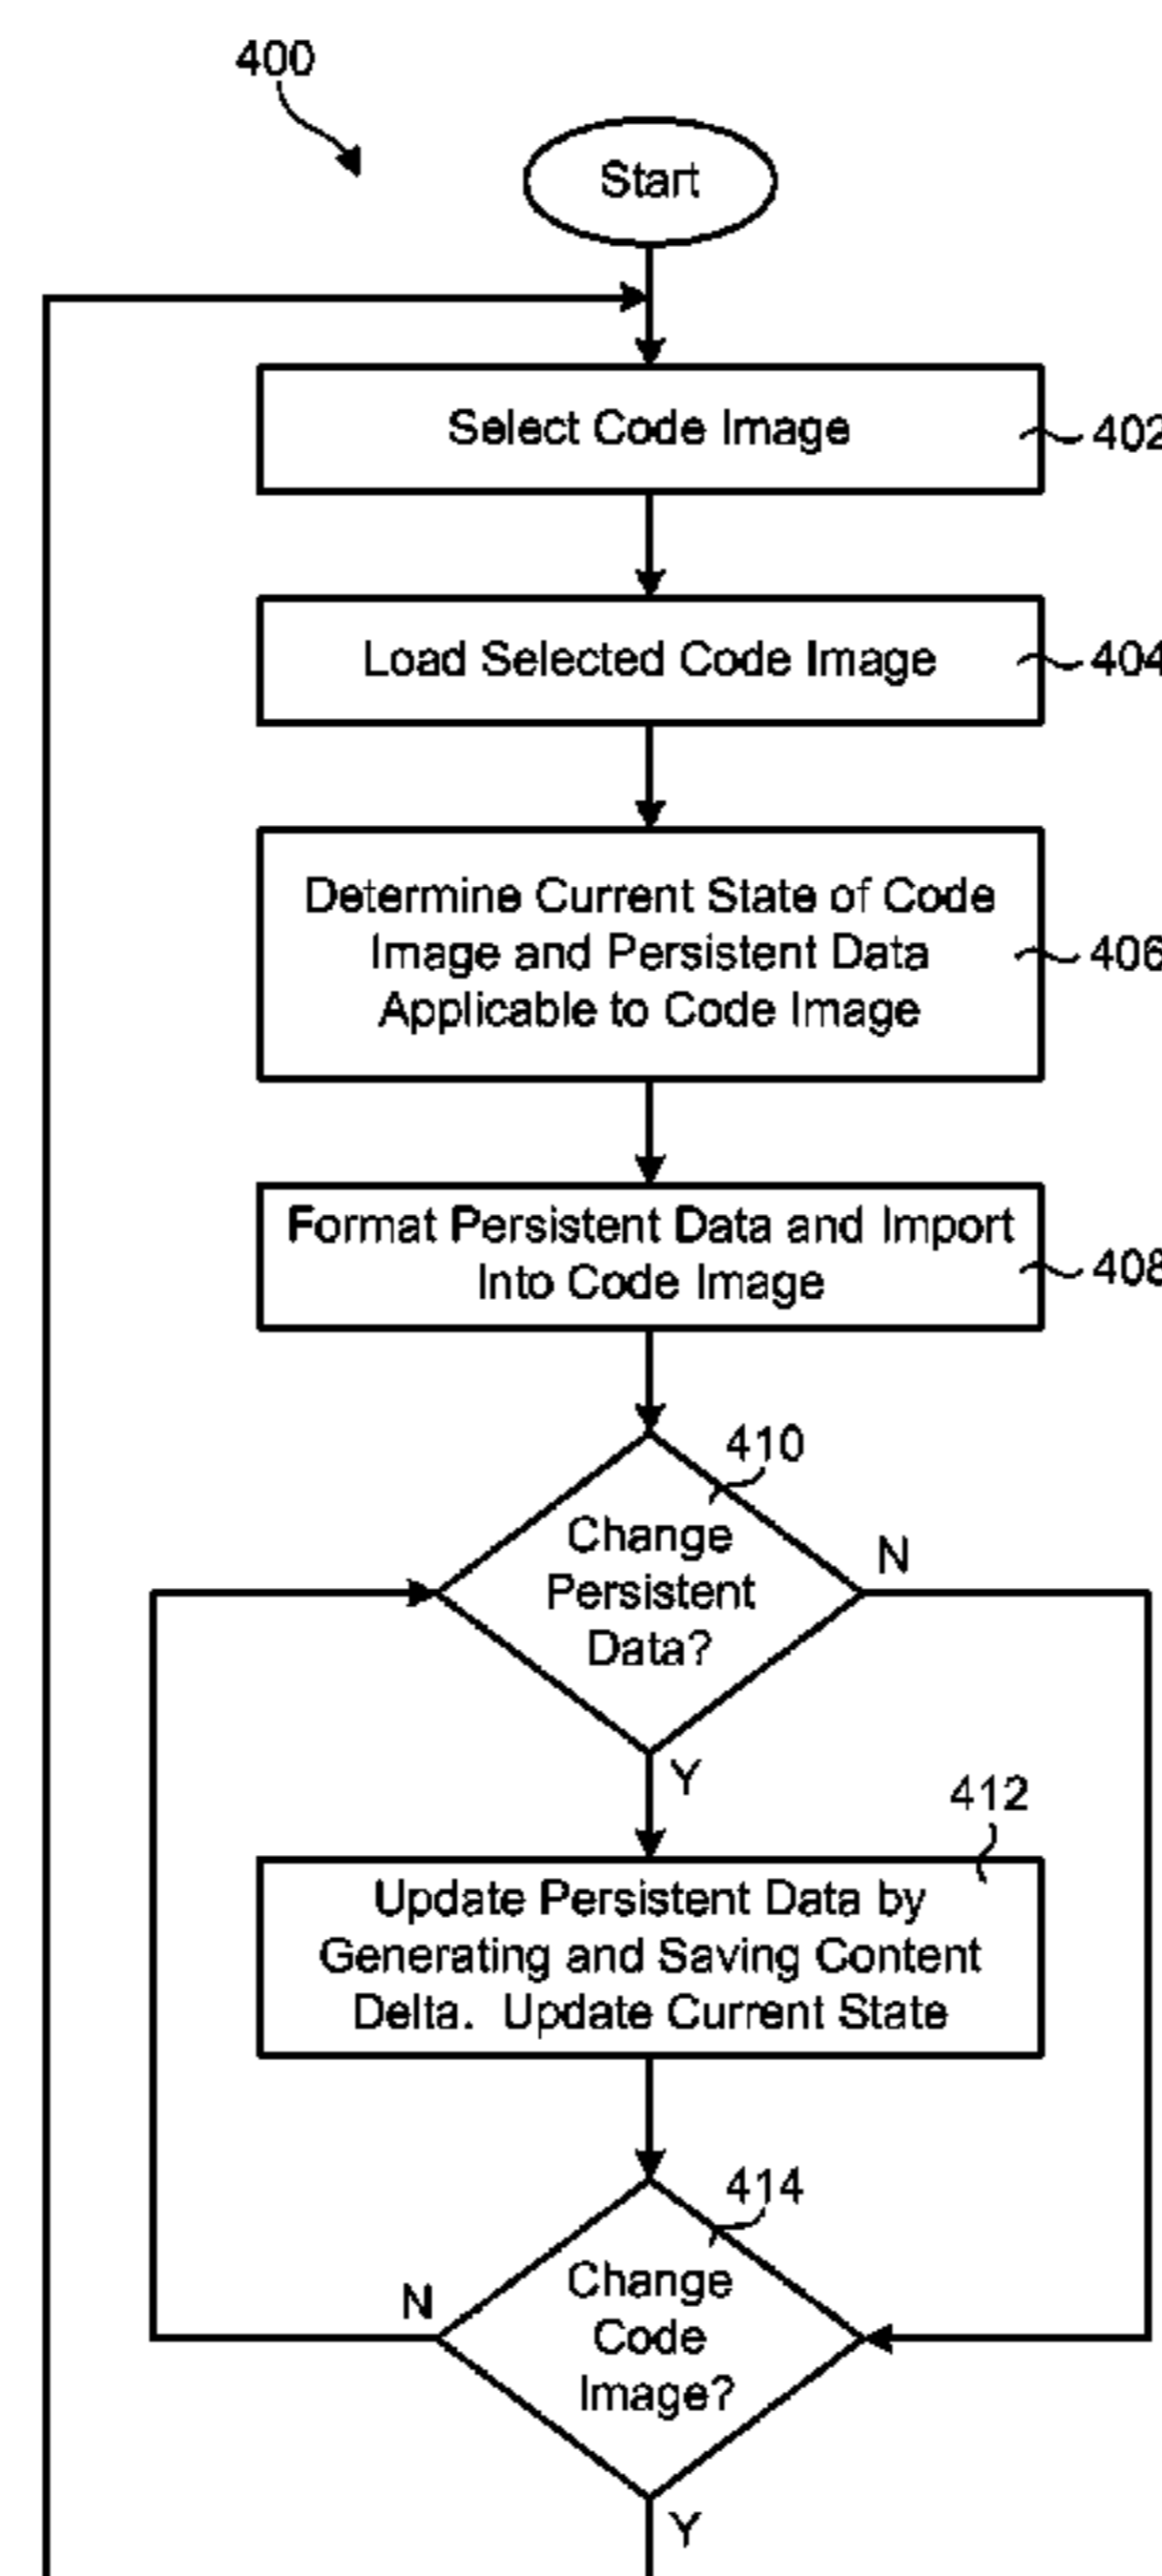 400
Start
Select Code Image
402
Load Selected Code Image
404
Determine Current State of Code
Image and Persistent Data
Applicable to Code Image
406
Format Persistent Data and Import
Into Code Image
408
410
Change
Persistent
Data?
N
Y
412
Update Persistent Data by
Generating and Saving Content
Delta. Update Current State
414
Change
Code
Image?
N
Y